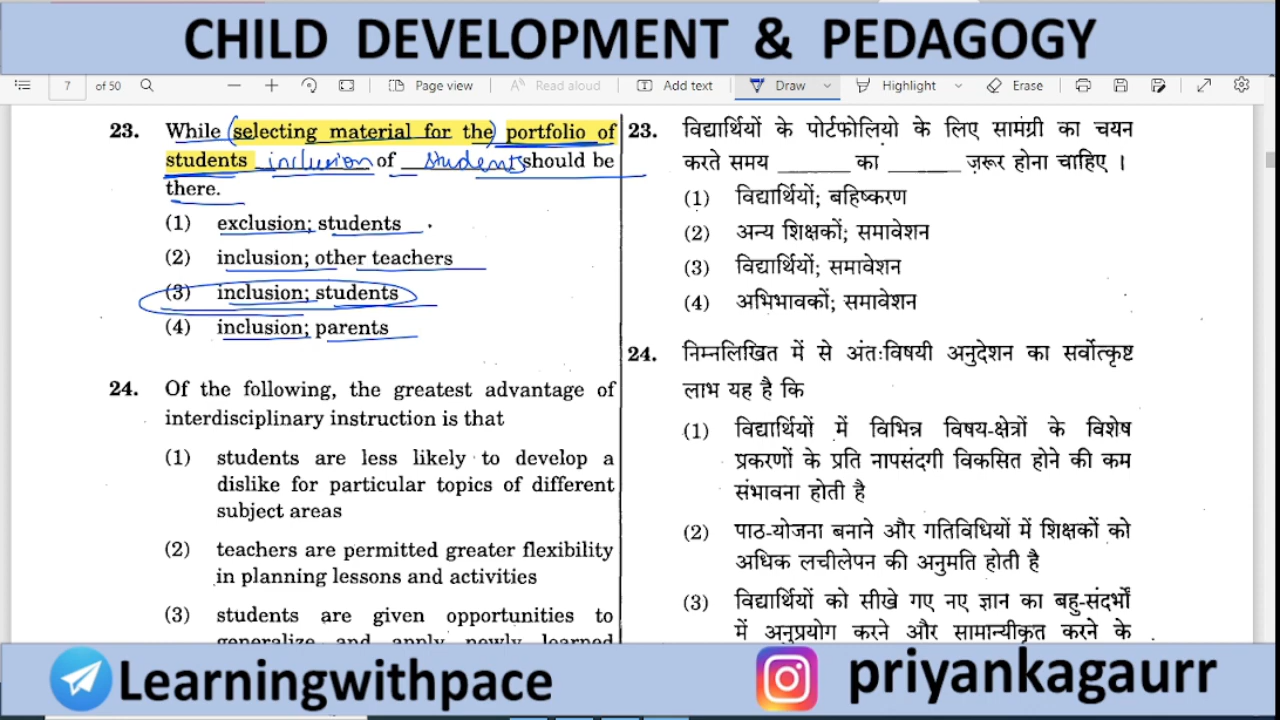 CHILD DEVELOPMENT & PEDAGOGY
7 of 50
Page view
Read aloud
Add text
Draw
Highlight
Erase
23. While (selecting material for the) portfolio of
students inclusion of students should be
there.
(1) exclusion; students
(2) inclusion; other teachers
(3) inclusion; students
(4) inclusion; parents
24. Of the following, the greatest advantage of
interdisciplinary instruction is that
(1) students are less likely to develop a
dislike for particular topics of different
subject areas
(2) teachers are permitted greater flexibility
in planning lessons and activities
(3) students are given opportunities to
generalize and apply newly learned
23. विद्यार्थियों के पोर्टफोलियो के लिए सामग्री का चयन
करते समय ______ का ______ ज़रूर होना चाहिए ।
(1) विद्यार्थियों; बहिष्करण
(2) अन्य शिक्षकों; समावेशन
(3) विद्यार्थियों; समावेशन
(4) अभिभावकों; समावेशन
24. निम्नलिखित में से अंतःविषयी अनुदेशन का सर्वोत्कृष्ट
लाभ यह है कि
(1) विद्यार्थियों में विभिन्न विषय-क्षेत्रों के विशेष
प्रकरणों के प्रति नापसंदगी विकसित होने की कम
संभावना होती है
(2) पाठ-योजना बनाने और गतिविधियों में शिक्षकों को
अधिक लचीलेपन की अनुमति होती है
(3) विद्यार्थियों को सीखे गए नए ज्ञान का बहु-संदर्भों
में अनुप्रयोग करने और सामान्यीकृत करने के
Learningwithpace
priyankagaurr